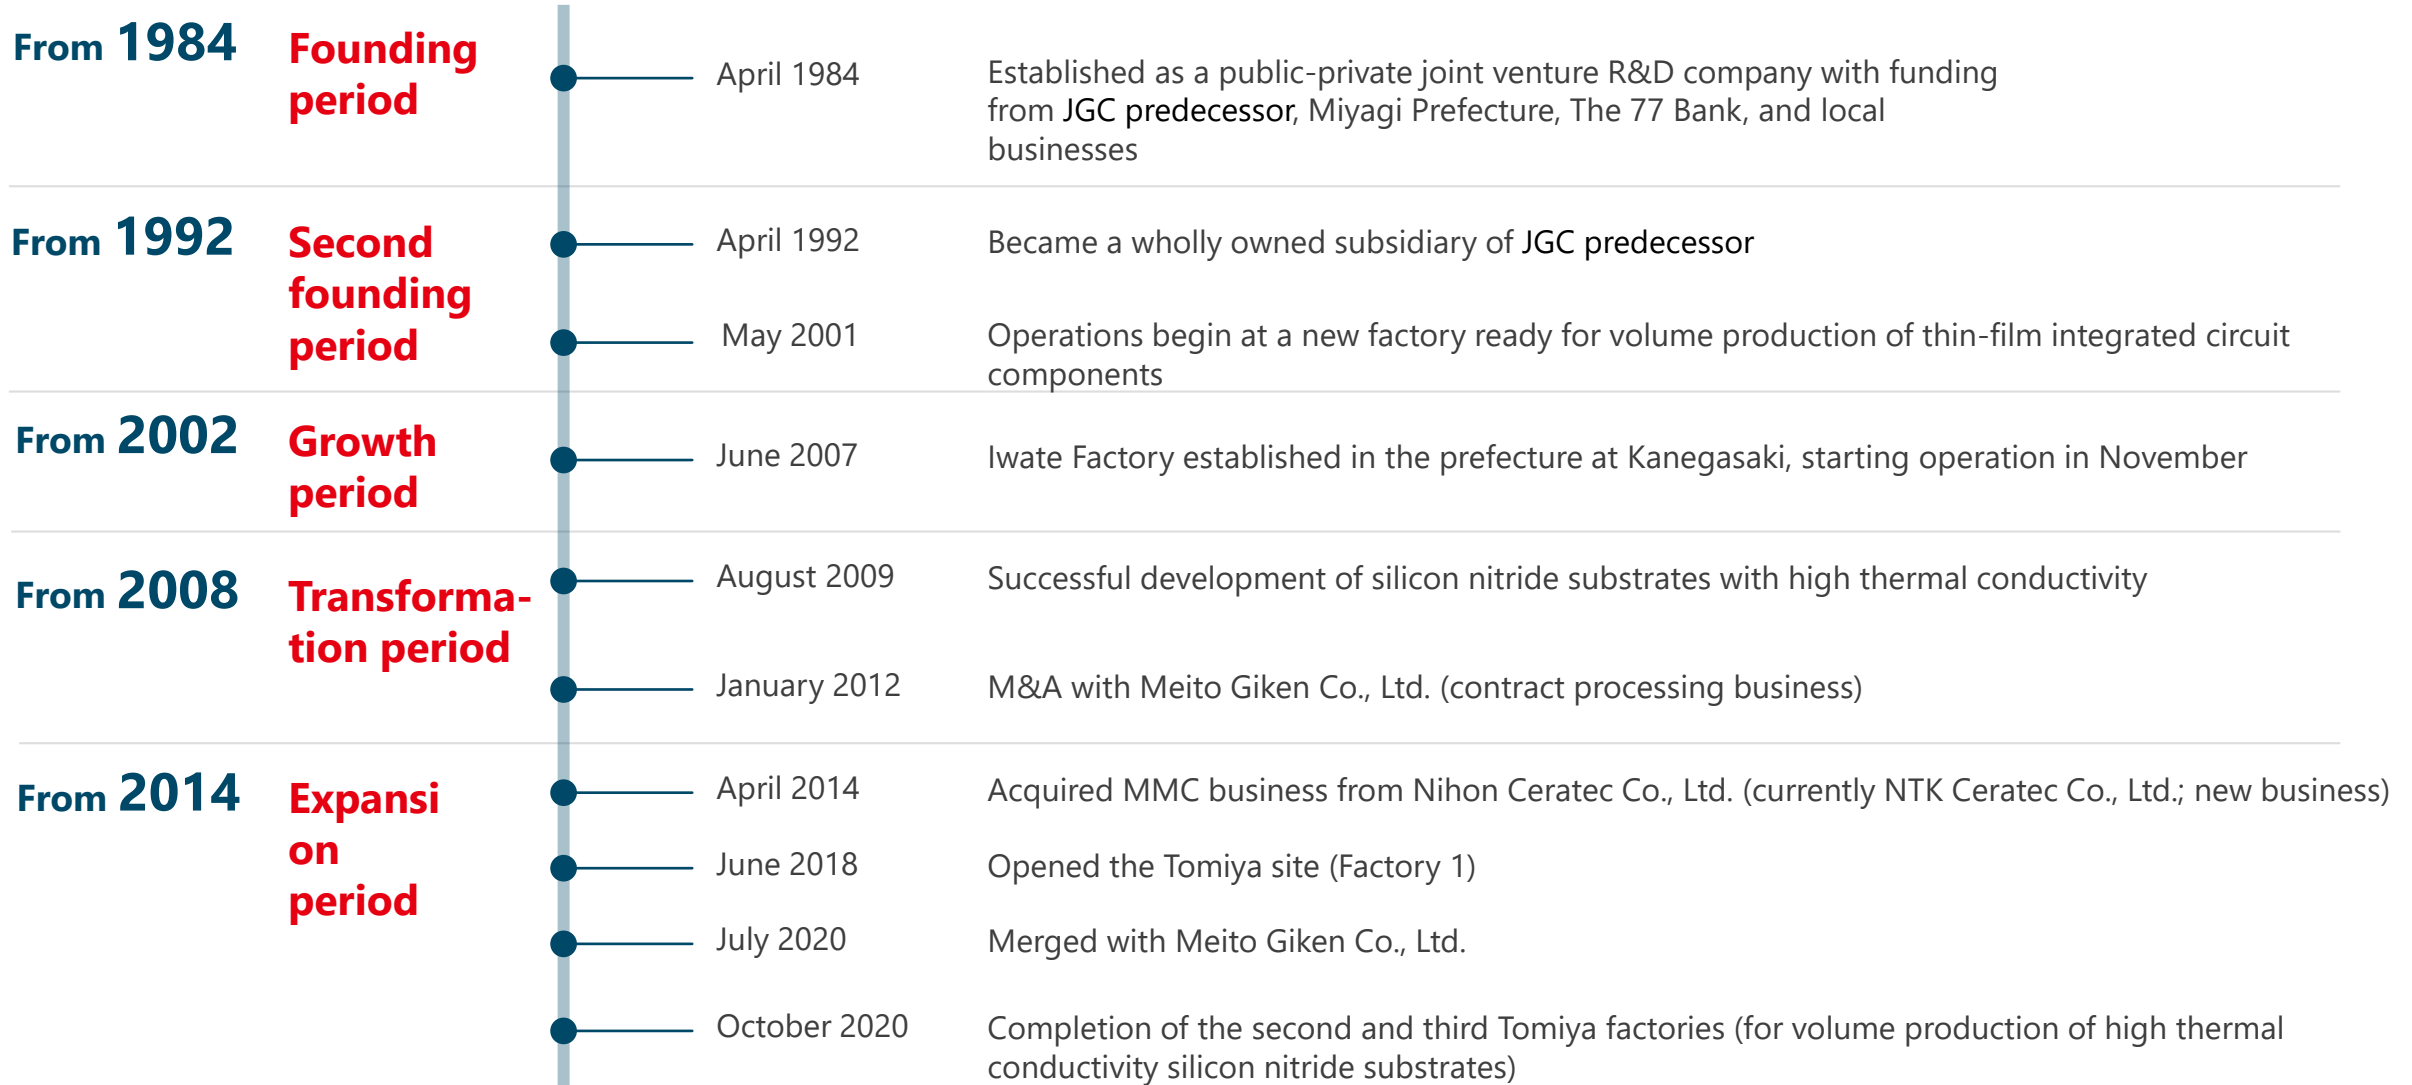 From 1984
Founding
period
April 1984
Established as a public-private joint venture R&D company with funding
from JGC predecessor, Miyagi Prefecture, The 77 Bank, and local
businesses
From 1992
Second
founding
period
April 1992
Became a wholly owned subsidiary of JGC predecessor
May 2001
Operations begin at a new factory ready for volume production of thin-film integrated circuit
components
From 2002
Growth
period
June 2007
Iwate Factory established in the prefecture at Kanegasaki, starting operation in November
From 2008
Transforma-
tion period
August 2009
Successful development of silicon nitride substrates with high thermal conductivity
January 2012
M&A with Meito Giken Co., Ltd. (contract processing business)
From 2014
Expansi
on
period
April 2014
Acquired MMC business from Nihon Ceratec Co., Ltd. (currently NTK Ceratec Co., Ltd.; new business)
June 2018
Opened the Tomiya site (Factory 1)
July 2020
Merged with Meito Giken Co., Ltd.
October 2020
Completion of the second and third Tomiya factories (for volume production of high thermal
conductivity silicon nitride substrates)